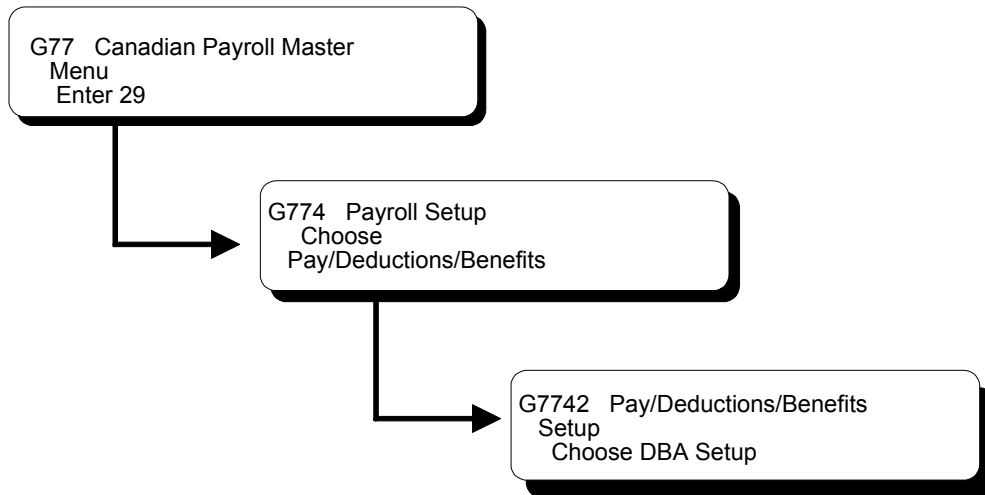 G77 Canadian Payroll Master
Menu
Enter 29
G774 Payroll Setup
Choose
Pay/Deductions/Benefits
G7742 Pay/Deductions/Benefits
Setup
Choose DBA Setup